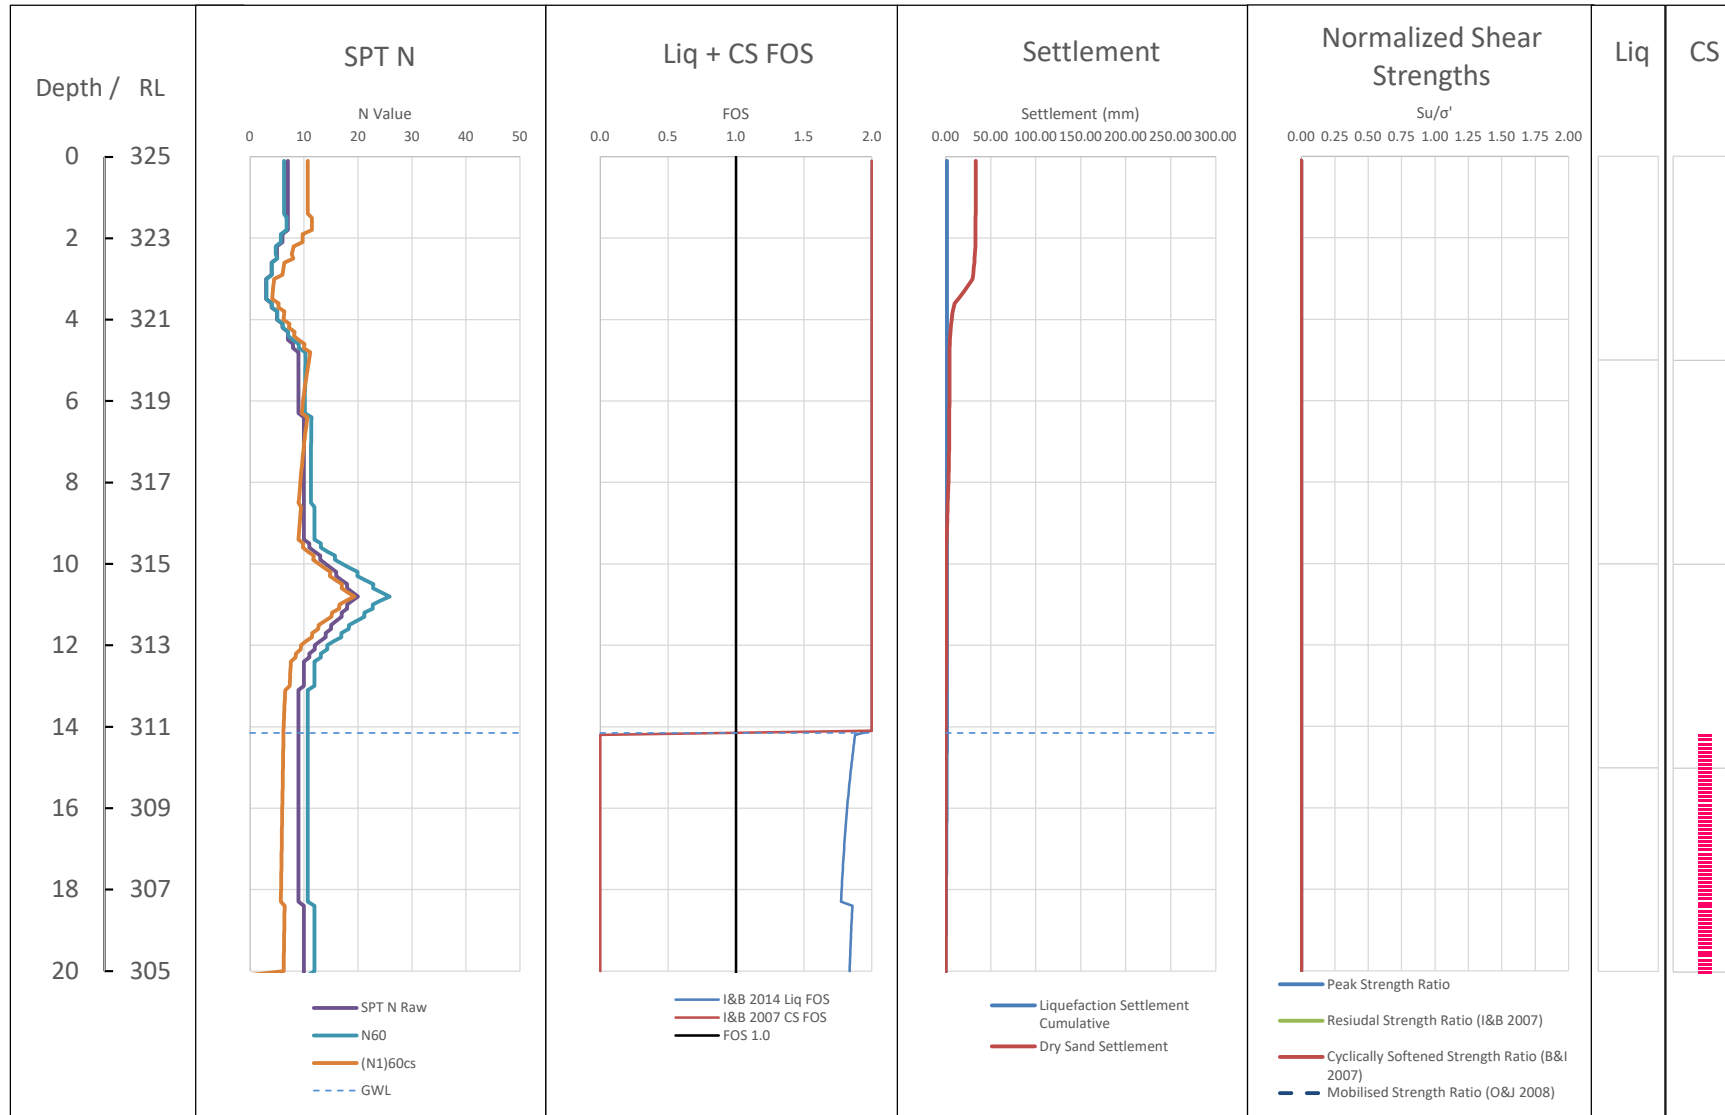 SPT N
Liq + CS FOS
Settlement
Normalized Shear
Strengths
Liq
CS
Depth / RL
N Value
FOS
Settlement (mm)
Su/σ'
0 10 20 30 40 50
0.0 0.5 1.0 1.5 2.0
0.00 50.00 100.00 150.00 200.00 250.00 300.00
0.00 0.25 0.50 0.75 1.00 1.25 1.50 1.75 2.00
0 325
2 323
4 321
6 319
8 317
10 315
12 313
14 311
16 309
18 307
20 305
SPT N Raw
N60
(N1)60cs
GWL
I&B 2014 Liq FOS
I&B 2007 CS FOS
FOS 1.0
Liquefaction Settlement
Cumulative
Dry Sand Settlement
Peak Strength Ratio
Resiudal Strength Ratio (I&B 2007)
Cyclically Softened Strength Ratio (B&I
2007)
Mobilised Strength Ratio (O&J 2008)